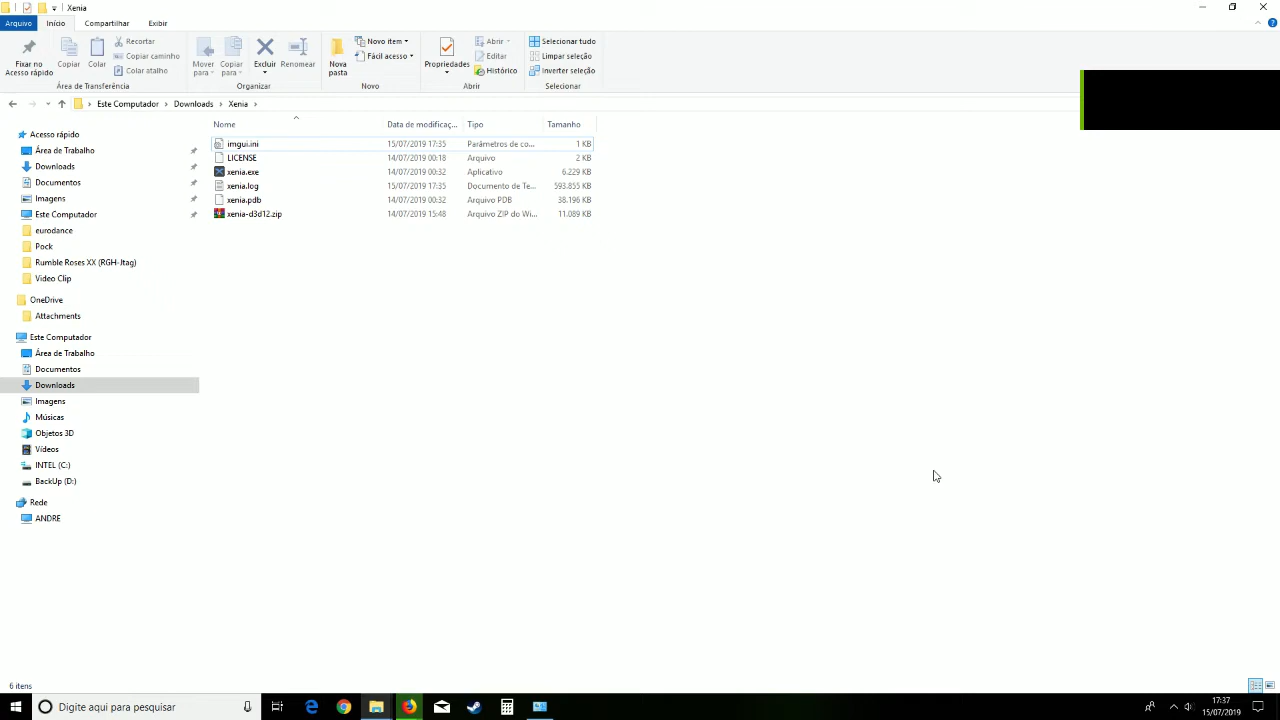 Xenia
Arquivo Início Compartilhar Exibir
Fixar no Acesso rápido
Copiar
Colar
Recortar
Copiar caminho
Colar atalho
Área de Transferência
Mover para
Copiar para
Excluir
Renomear
Organizar
Nova pasta
Novo item
Fácil acesso
Novo
Propriedades
Abrir
Editar
Histórico
Abrir
Selecionar tudo
Limpar seleção
Inverter seleção
Selecionar
Este Computador > Downloads > Xenia >
Nome Data de modificaç... Tipo Tamanho
imgui.ini 15/07/2019 17:35 Parâmetros de co... 1 KB
LICENSE 14/07/2019 00:18 Arquivo 2 KB
xenia.exe 14/07/2019 00:32 Aplicativo 6.229 KB
xenia.log 15/07/2019 17:35 Documento de Te... 593.855 KB
xenia.pdb 14/07/2019 00:32 Arquivo PDB 38.196 KB
xenia-d3d12.zip 14/07/2019 15:48 Arquivo ZIP do Wi... 11.089 KB
Acesso rápido
Área de Trabalho
Downloads
Documentos
Imagens
Este Computador
eurodance
Pock
Rumble Roses XX (RGH-Jtag)
Video Clip
OneDrive
Attachments
Este Computador
Área de Trabalho
Documentos
Downloads
Imagens
Músicas
Objetos 3D
Vídeos
INTEL (C:)
BackUp (D:)
Rede
ANDRE
6 itens
Digite aqui para pesquisar
17:37
15/07/2019